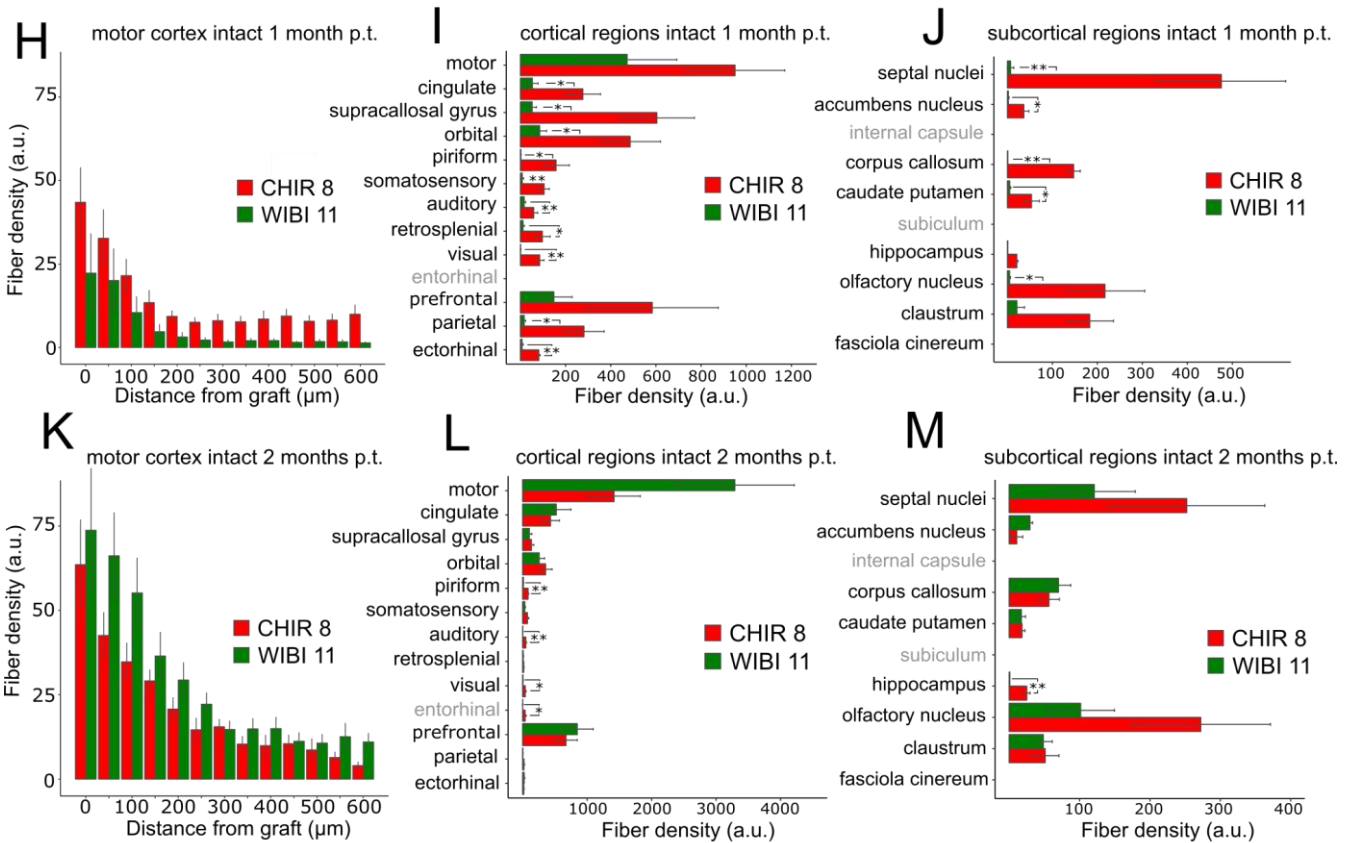 H
motor cortex intact 1 month p.t.
Fiber density (a.u.)
75
50
25
0
CHIR 8
WIBI 11
0 100 200 300 400 500 600
Distance from graft (µm)
I
cortical regions intact 1 month p.t.
motor
cingulate
supracallosal gyrus
orbital
piriform
somatosensory
auditory
retrosplenial
visual
entorhinal
prefrontal
parietal
ectorhinal
*
*
*
*
**
**
*
**
*
**
CHIR 8
WIBI 11
200 400 600 800 1000 1200
Fiber density (a.u.)
J
subcortical regions intact 1 month p.t.
septal nuclei
accumbens nucleus
internal capsule
corpus callosum
caudate putamen
subiculum
hippocampus
olfactory nucleus
claustrum
fasciola cinereum
**
*
**
*
*
CHIR 8
WIBI 11
100 200 300 400 500
Fiber density (a.u.)
K
motor cortex intact 2 months p.t.
Fiber density (a.u.)
75
50
25
0
CHIR 8
WIBI 11
0 100 200 300 400 500 600
Distance from graft (µm)
L
cortical regions intact 2 months p.t.
motor
cingulate
supracallosal gyrus
orbital
piriform
somatosensory
auditory
retrosplenial
visual
entorhinal
prefrontal
parietal
ectorhinal
**
**
*
*
CHIR 8
WIBI 11
1000 2000 3000 4000
Fiber density (a.u.)
M
subcortical regions intact 2 months p.t.
septal nuclei
accumbens nucleus
internal capsule
corpus callosum
caudate putamen
subiculum
hippocampus
olfactory nucleus
claustrum
fasciola cinereum
**
CHIR 8
WIBI 11
100 200 300 400
Fiber density (a.u.)